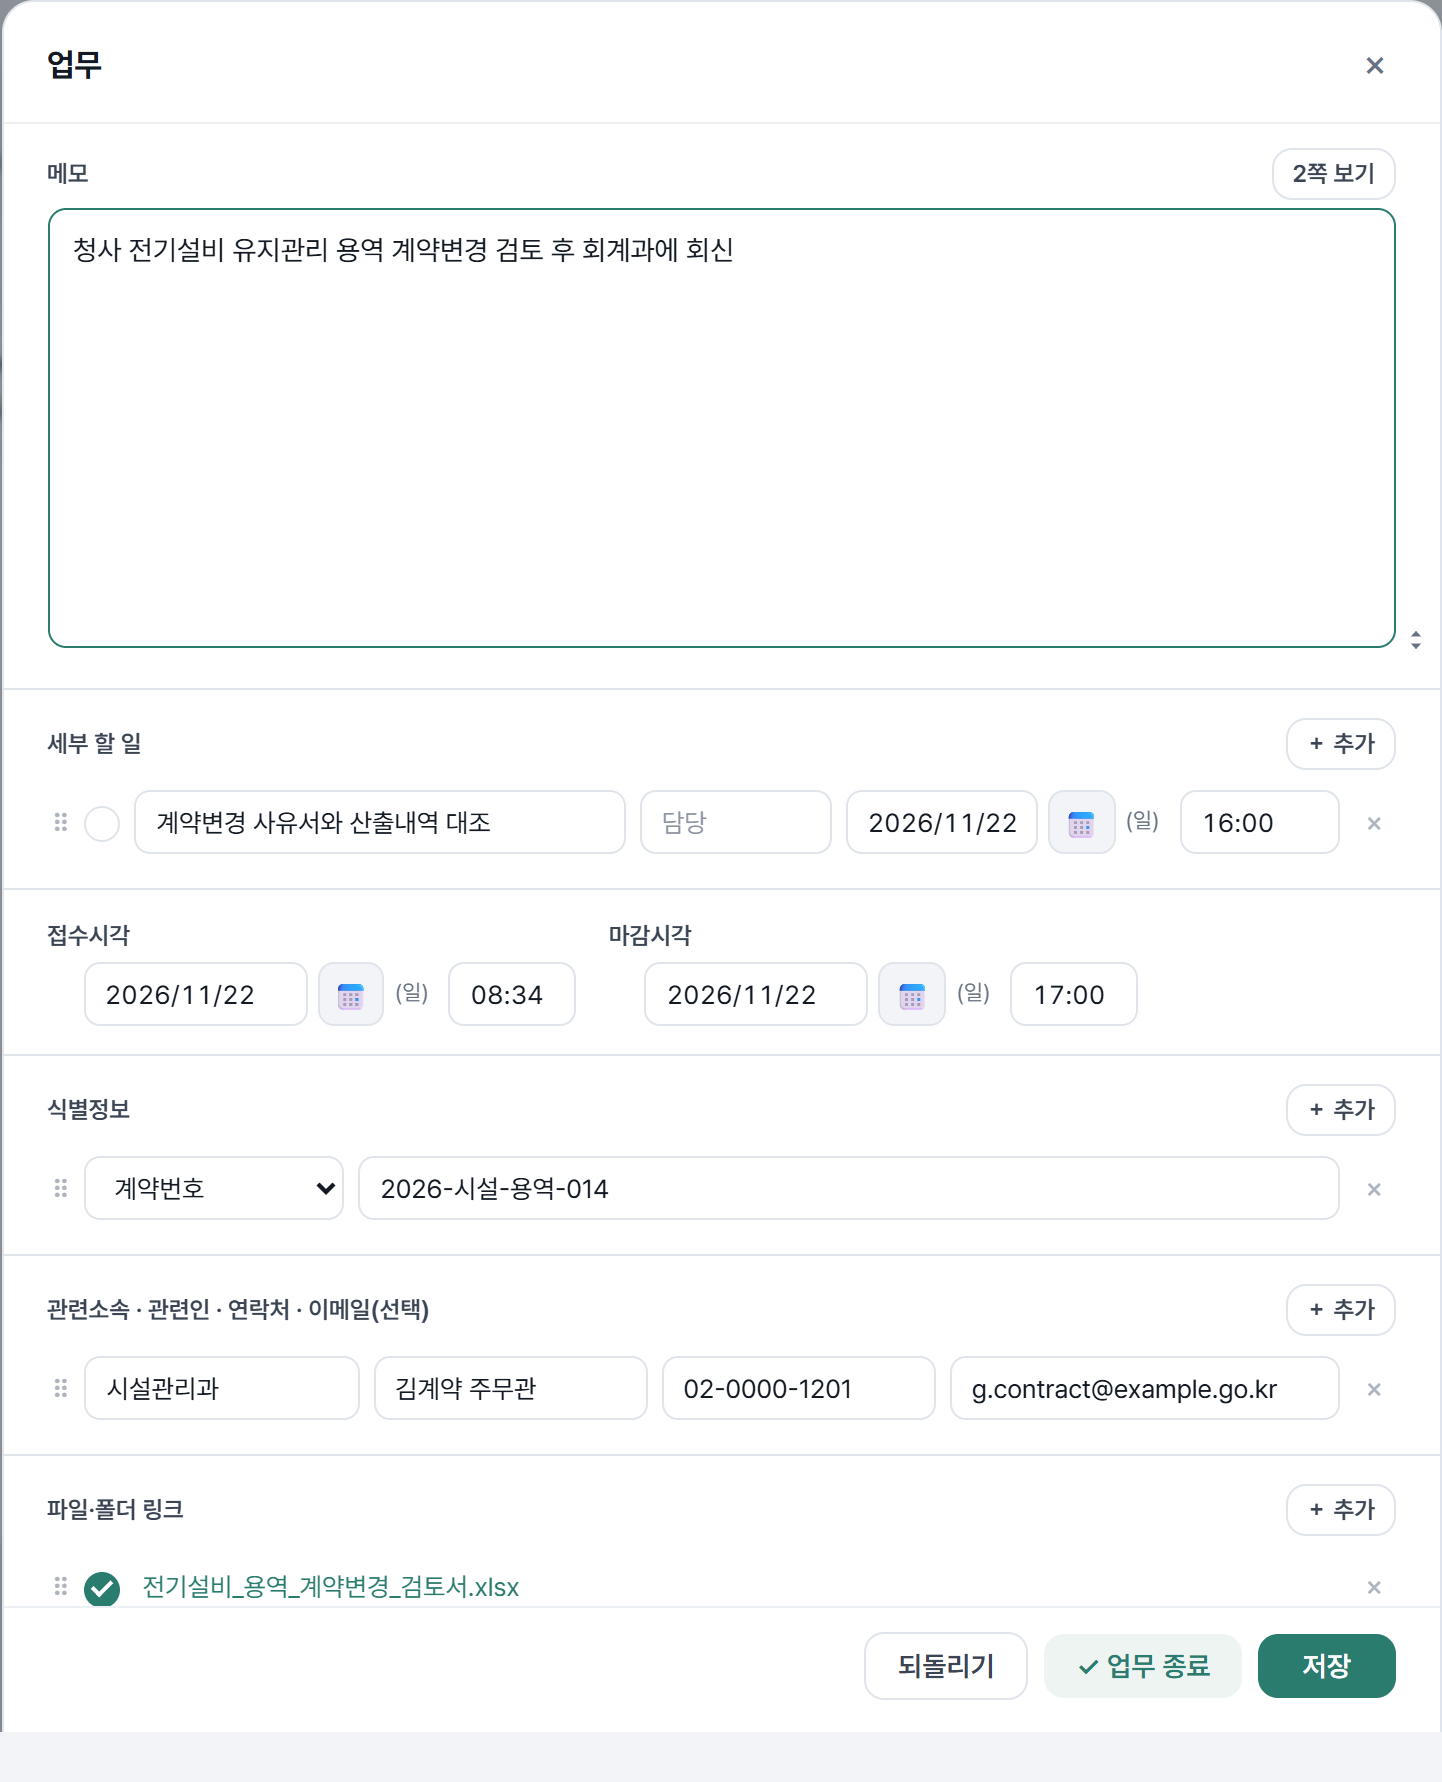 업무
×
메모
2쪽 보기
청사 전기설비 유지관리 용역 계약변경 검토 후 회계과에 회신
세부 할 일
+ 추가
계약변경 사유서와 산출내역 대조 담당 2026/11/22 (일) 16:00 ×
접수시각 마감시각
2026/11/22 (일) 08:34 2026/11/22 (일) 17:00
식별정보
+ 추가
계약번호 2026-시설-용역-014 ×
관련소속 · 관련인 · 연락처 · 이메일(선택)
+ 추가
시설관리과 김계약 주무관 02-0000-1201 g.contract@example.go.kr ×
파일·폴더 링크
+ 추가
전기설비_용역_계약변경_검토서.xlsx ×
되돌리기 ✓ 업무 종료 저장